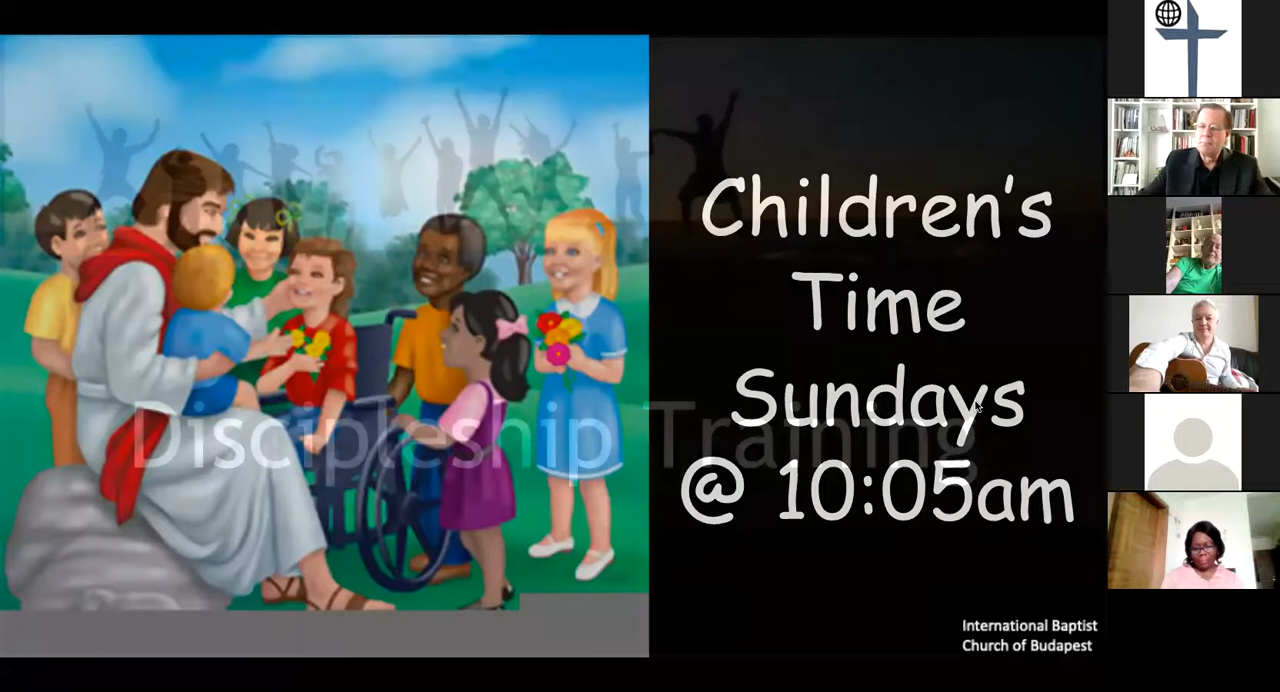 Children's
Time
Sundays
@ 10:05am
Discipleship Training
International Baptist
Church of Budapest